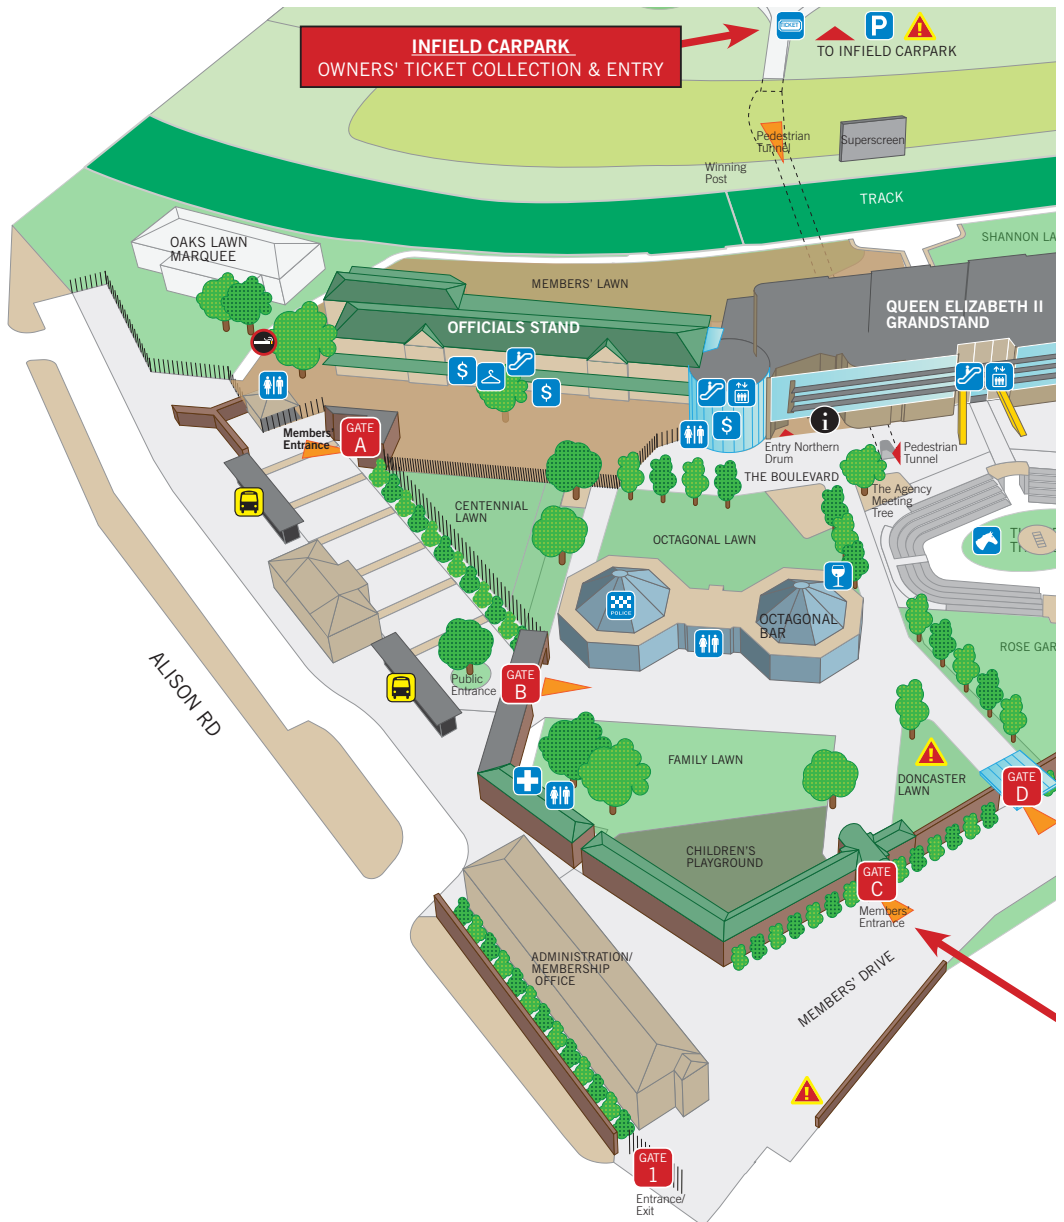 INFIELD CARPARK
OWNERS' TICKET COLLECTION & ENTRY
TICKET
P
!
TO INFIELD CARPARK
Pedestrian
Tunnel
Superscreen
Winning
Post
TRACK
OAKS LAWN
MARQUEE
SHANNON LA
MEMBERS' LAWN
QUEEN ELIZABETH II
GRANDSTAND
OFFICIALS STAND
$
$
$
i
Members'
Entrance
GATE
A
Entry Northern
Drum
Pedestrian
Tunnel
THE BOULEVARD
The Agency
Meeting
Tree
CENTENNIAL
LAWN
OCTAGONAL LAWN
TH
TH
POLICE
OCTAGONAL
BAR
ROSE GAR
ALISON RD
Public
Entrance
GATE
B
FAMILY LAWN
!
DONCASTER
LAWN
GATE
D
CHILDREN'S
PLAYGROUND
GATE
C
Members'
Entrance
ADMINISTRATION/
MEMBERSHIP
OFFICE
MEMBERS' DRIVE
!
GATE
1
Entrance/
Exit